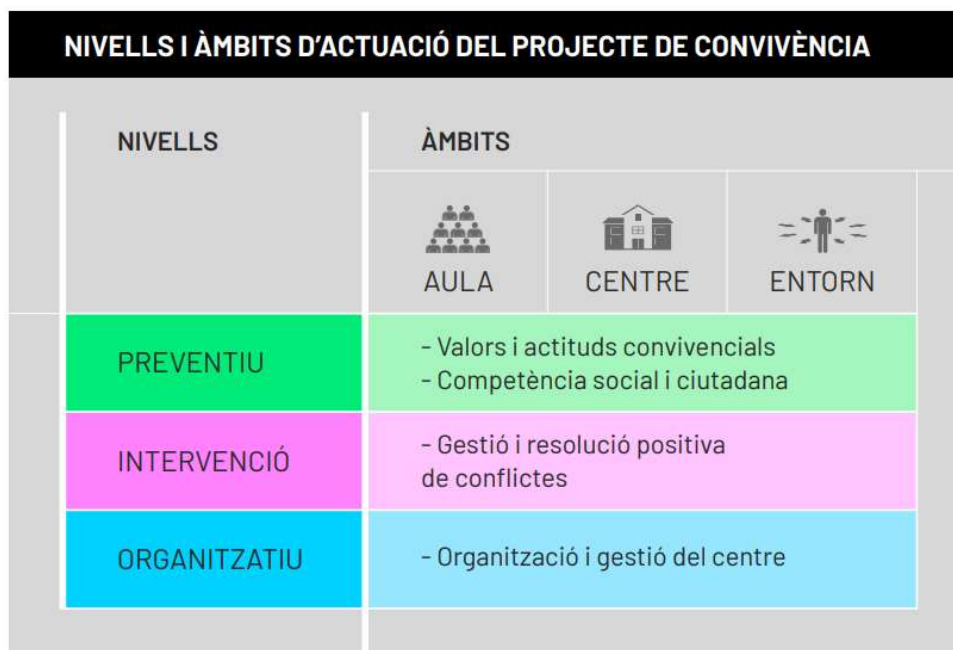 NIVELLS I ÀMBITS D'ACTUACIÓ DEL PROJECTE DE CONVIVÈNCIA
NIVELLS
ÀMBITS
AULA
CENTRE
ENTORN
PREVENTIU
- Valors i actituds convivencials
- Competència social i ciutadana
INTERVENCIÓ
- Gestió i resolució positiva
de conflictes
ORGANITZATIU
- Organització i gestió del centre